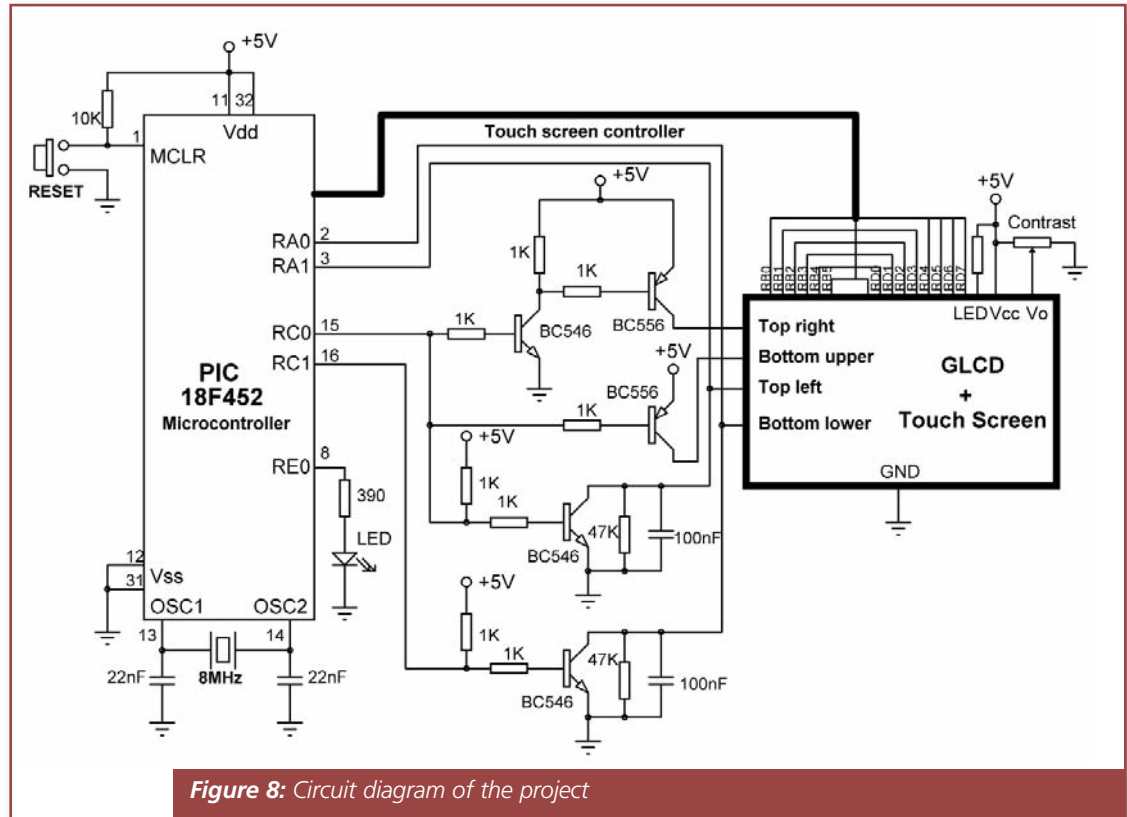 +5V
10K
11 32
Vdd
1
MCLR
RESET
Touch screen controller
+5V
+5V
Contrast
RA0 2
RA1 3
1K
1K
RB0 RB1 RB2 RB3 RB4 RB5 RD0 RD1 RD2 RD3 RD4 RD5 RD6 RD7
LED Vcc Vo
RC0 15
1K
BC546
BC556
Top right
RC1 16
+5V
Bottom upper
GLCD
PIC
BC556
Top left
+
18F452
1K
Bottom lower
Touch Screen
Microcontroller
+5V
GND
RE0 8
1K
390
1K
47K
100nF
LED
BC546
12
Vss
31
+5V
OSC1
OSC2
1K
13
14
1K
47K
22nF
8MHz
22nF
100nF
BC546
Figure 8: Circuit diagram of the project